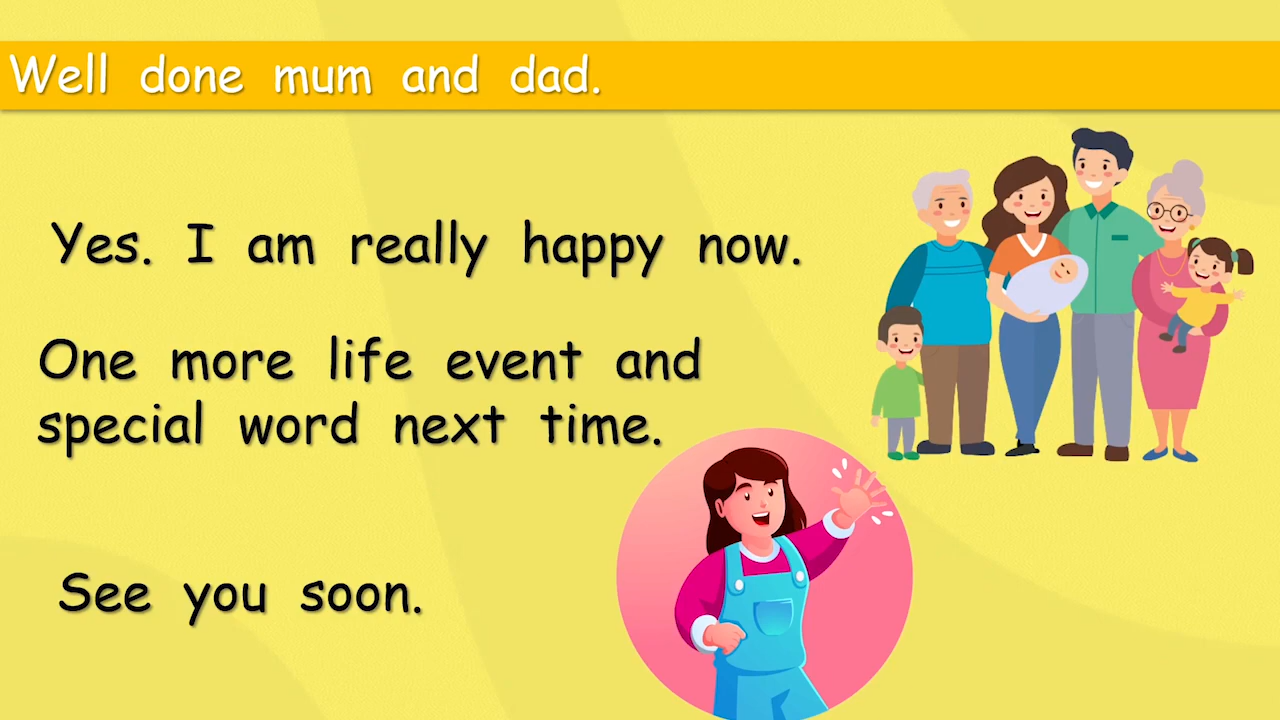 Well done mum and dad.
Yes. I am really happy now.
One more life event and
special word next time.
See you soon.